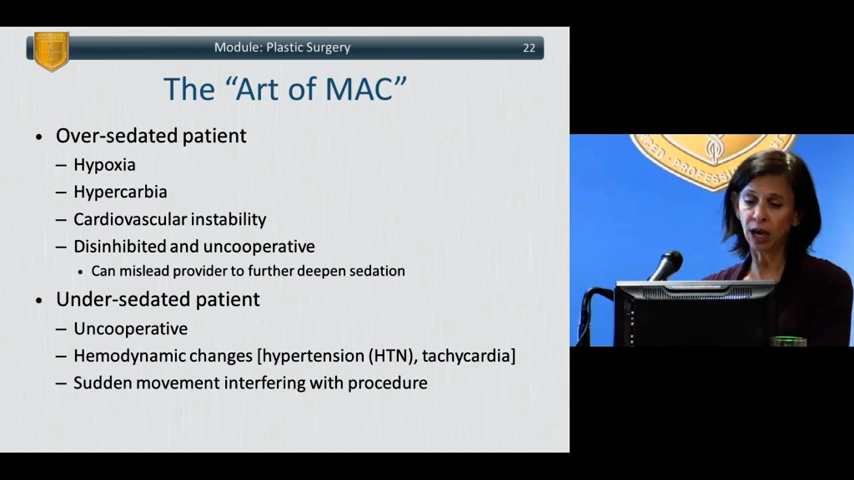 Module: Plastic Surgery
22
The “Art of MAC”
• Over-sedated patient
– Hypoxia
– Hypercarbia
– Cardiovascular instability
– Disinhibited and uncooperative
• Can mislead provider to further deepen sedation
• Under-sedated patient
– Uncooperative
– Hemodynamic changes [hypertension (HTN), tachycardia]
– Sudden movement interfering with procedure